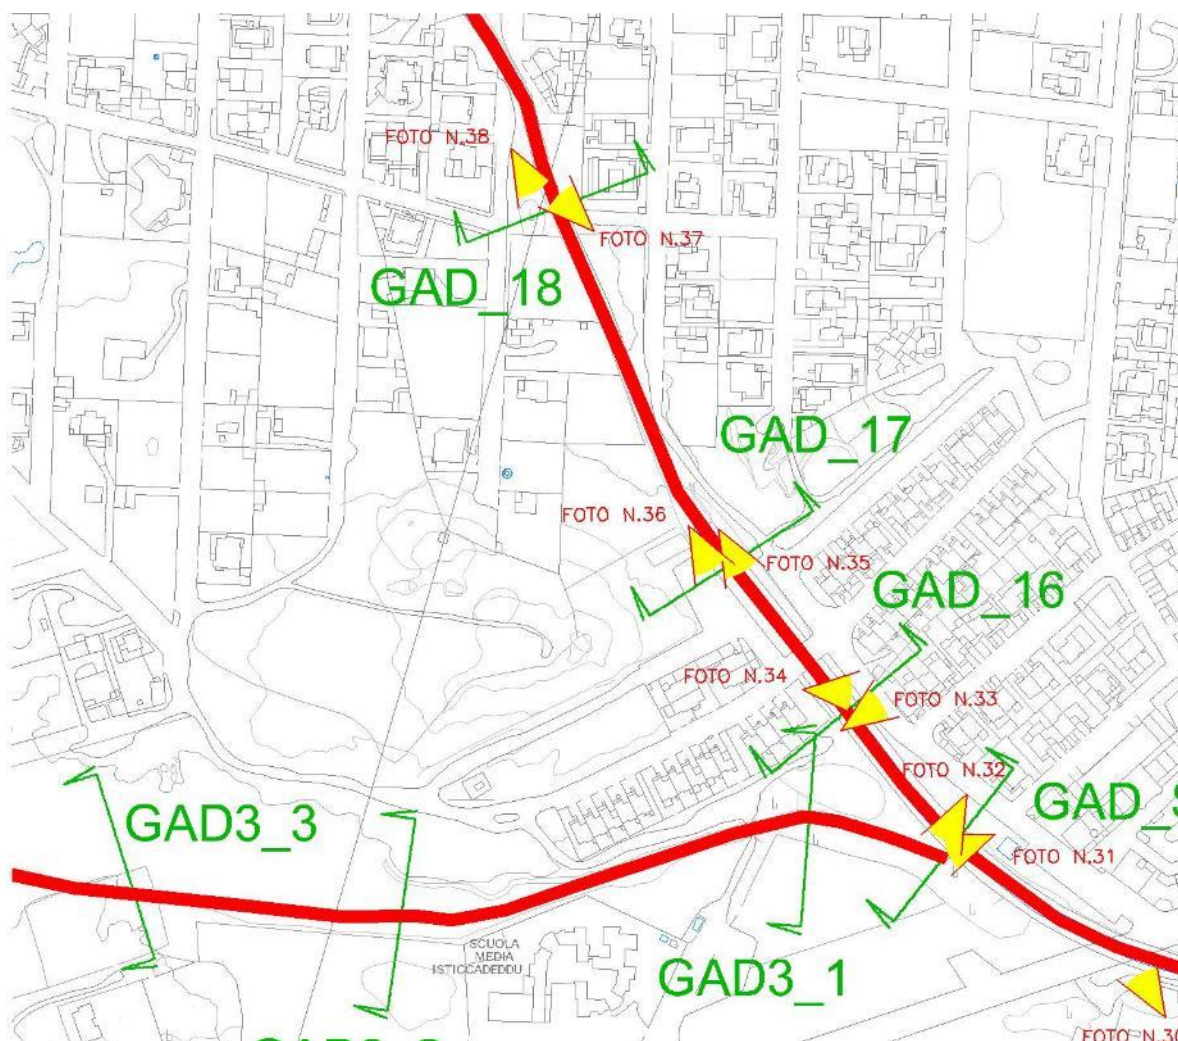 FOTO N.38
FOTO N.37
GAD_18
GAD_17
FOTO N.36
FOTO N.35
GAD_16
FOTO N.34
FOTO N.33
FOTO N.32
GAD3_3
FOTO N.31
SCUOLA
MEDIA
ISTICCADEDDU
GAD3_1